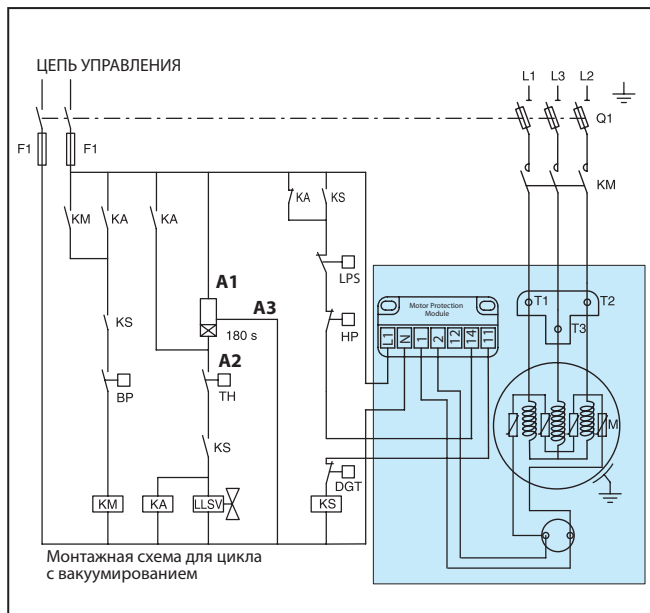 ЦЕПЬ УПРАВЛЕНИЯ
L1 L3 L2
F1 F1 Q1
KM
KM KA KA KA KS
A1 A3 LPS
180 s HP
Motor Protection
Module
L1 N 1 2 12 14 11
T1 T2
T3
KS
A2
BP TH
M
KS
DGT
KM KA LLSV KS
Монтажная схема для цикла
с вакуумированием